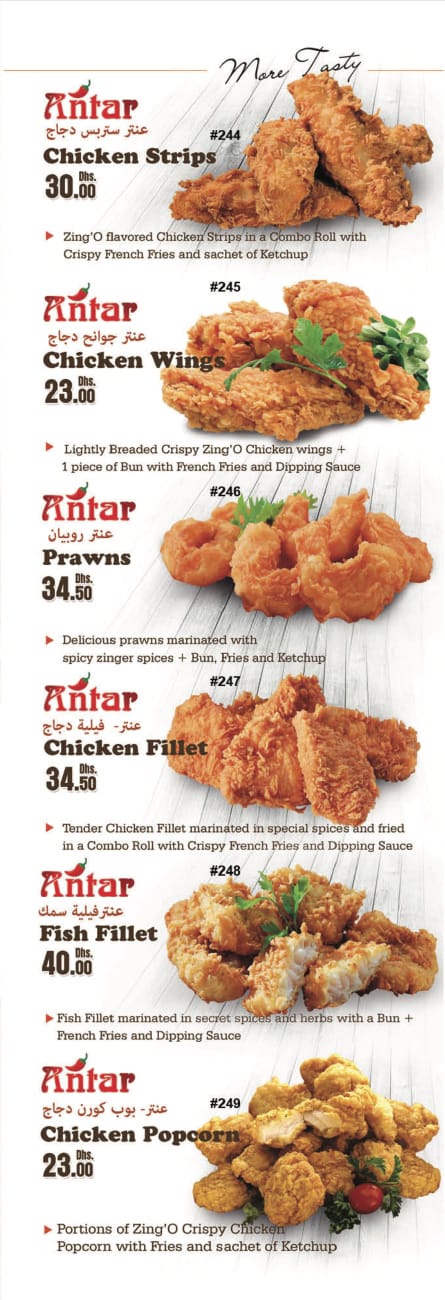 More Tasty
Antar
عنتر ستربس دجاج
#244
Chicken Strips
30.00 Dhs.
▶ Zing'O flavored Chicken Strips in a Combo Roll with
Crispy French Fries and sachet of Ketchup
#245
Antar
عنتر جوانح دجاج
Chicken Wings
23.00 Dhs.
▶ Lightly Breaded Crispy Zing'O Chicken wings +
1 piece of Bun with French Fries and Dipping Sauce
#246
Antar
عنتر روبيان
Prawns
34.50 Dhs.
▶ Delicious prawns marinated with
spicy zinger spices + Bun, Fries and Ketchup
#247
Antar
عنتر- فيلية دجاج
Chicken Fillet
34.50 Dhs.
▶ Tender Chicken Fillet marinated in special spices and fried
in a Combo Roll with Crispy French Fries and Dipping Sauce
#248
Antar
عنترفيلية سمك
Fish Fillet
40.00 Dhs.
▶ Fish Fillet marinated in secret spices and herbs with a Bun +
French Fries and Dipping Sauce
Antar
#249
عنتر- بوب كورن دجاج
Chicken Popcorn
23.00 Dhs.
▶ Portions of Zing'O Crispy Chicken
Popcorn with Fries and sachet of Ketchup